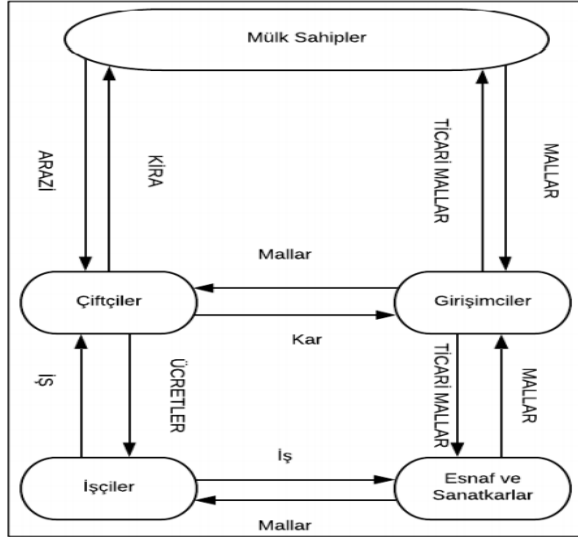 Mülk Sahipler
ARAZİ
KİRA
TİCARİ MALLAR
MALLAR
Mallar
Çiftçiler
Girişimciler
Kar
İŞ
ÜCRETLER
TİCARİ MALLAR
MALLAR
İş
İşçiler
Esnaf ve
Sanatkarlar
Mallar